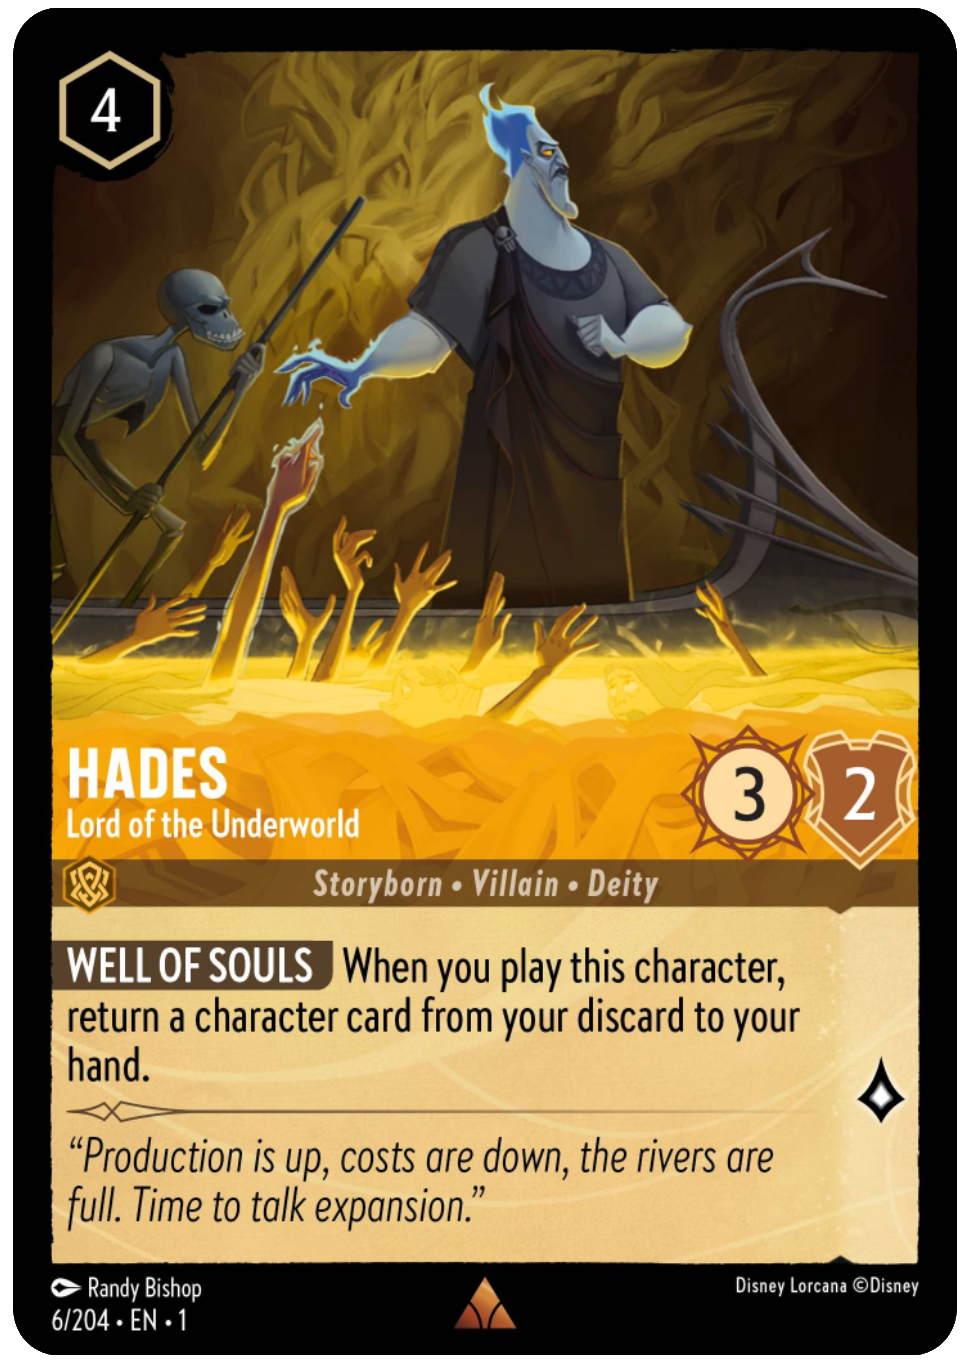 4
HADES
Lord of the Underworld
3
2
Storyborn • Villain • Deity
WELL OF SOULS When you play this character,
return a character card from your discard to your
hand.
“Production is up, costs are down, the rivers are
full. Time to talk expansion.”
Randy Bishop
6/204 • EN • 1
Disney Lorcana ©Disney